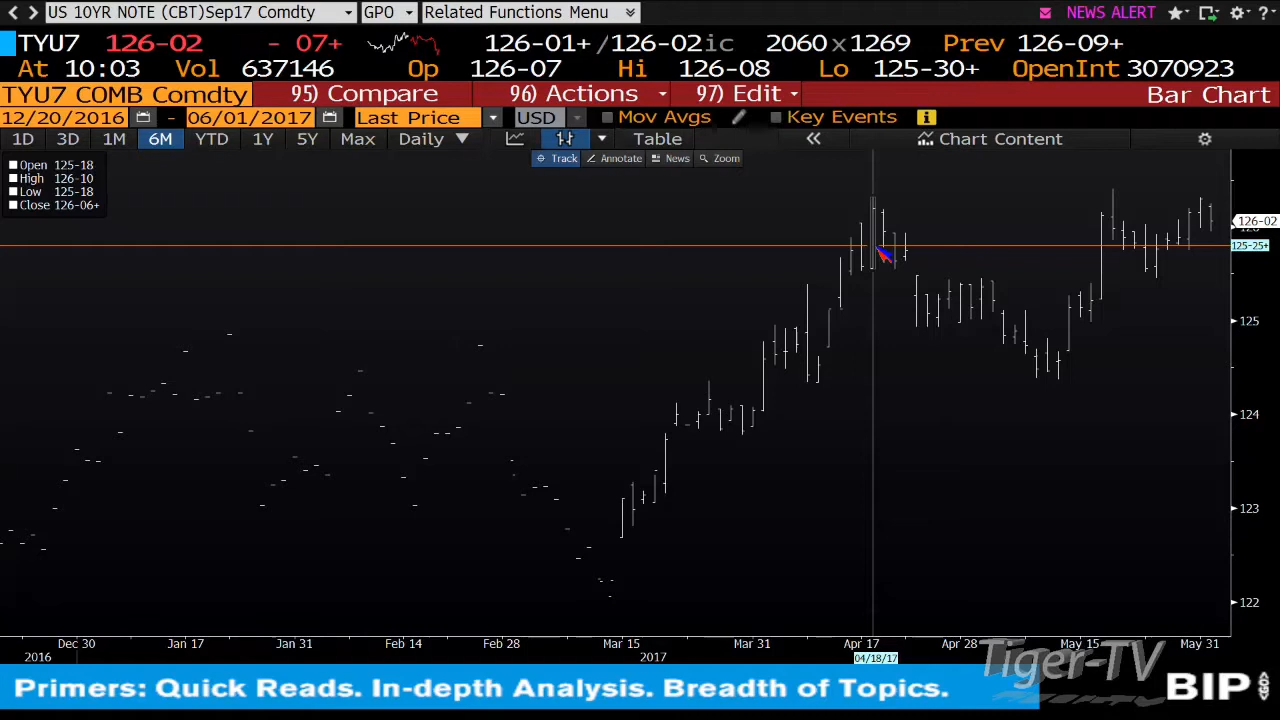 US 10YR NOTE (CBT)Sep17 Comdty GPO Related Functions Menu NEWS ALERT ?
TYU7 126-02 - 07+ 126-01+/126-02ic 2060x1269 Prev 126-09+
At 10:03 Vol 637146 Op 126-07 Hi 126-08 Lo 125-30+ OpenInt 3070923
TYU7 COMB Comdty 95) Compare 96) Actions 97) Edit Bar Chart
12/20/2016 - 06/01/2017 Last Price USD Mov Avgs Key Events i
1D 3D 1M 6M YTD 1Y 5Y Max Daily Table « Chart Content
Track Annotate News Zoom
Open 125-18
High 126-10
Low 125-18
Close 126-06+
126-02
125-25+
125
124
123
122
Dec 30 Jan 17 Jan 31 Feb 14 Feb 28 Mar 15 Mar 31 Apr 17 Apr 28 May 15 May 31
2016 2017 04/18/17
Tiger-TV
Primers: Quick Reads. In-depth Analysis. Breadth of Topics.
BIP GO